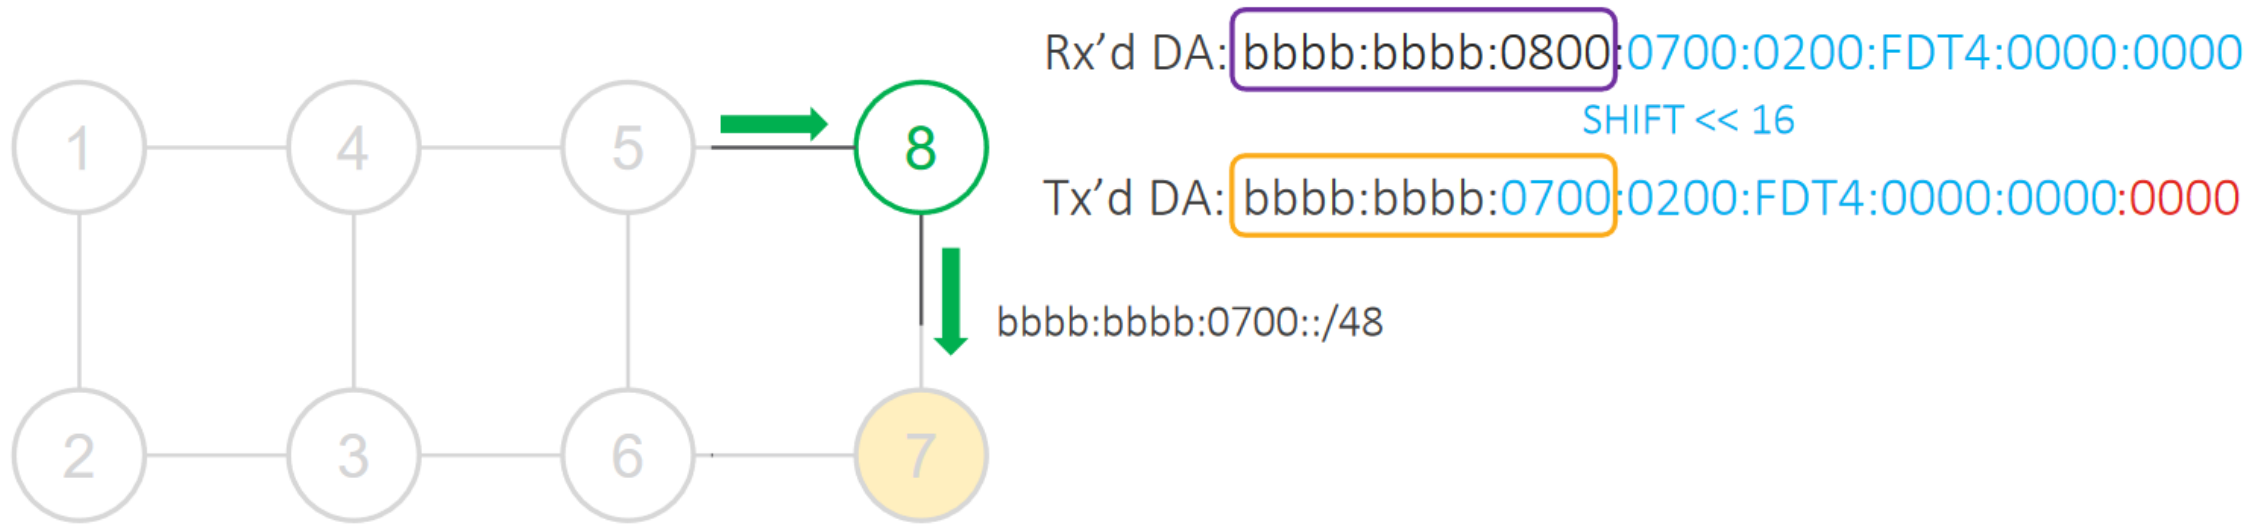 Rx'd DA: bbbb:bbbb:0800:0700:0200:FDT4:0000:0000
SHIFT << 16
1 4 5 8
Tx'd DA: bbbb:bbbb:0700:0200:FDT4:0000:0000:0000
bbbb:bbbb:0700::/48
2 3 6 7